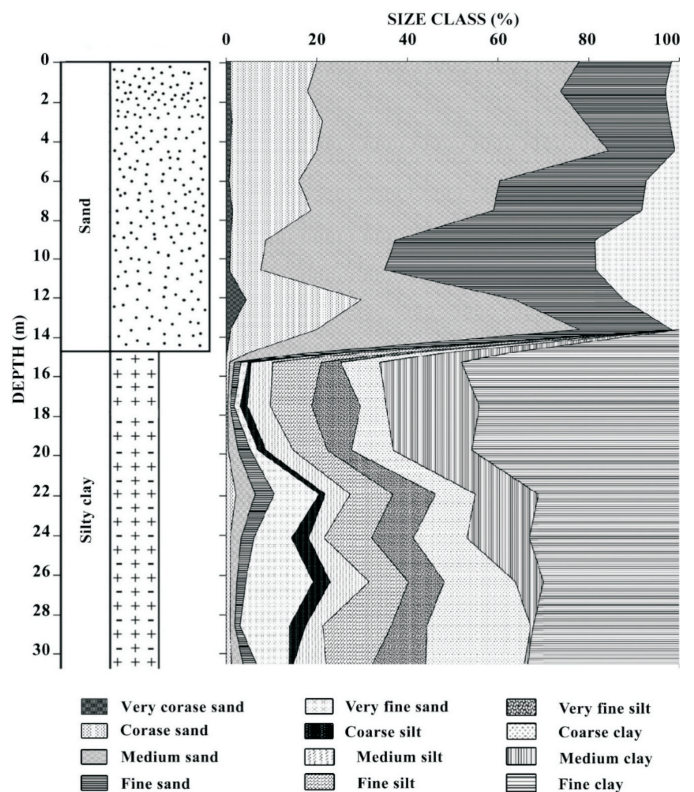 SIZE CLASS (%)
0 20 40 60 80 100
0
2
4
6
8
10
12
14
16
18
20
22
24
26
28
30
DEPTH (m)
Sand
Silty clay
Very corase sand
Corase sand
Medium sand
Fine sand
Very fine sand
Coarse silt
Medium silt
Fine silt
Very fine silt
Coarse clay
Medium clay
Fine clay